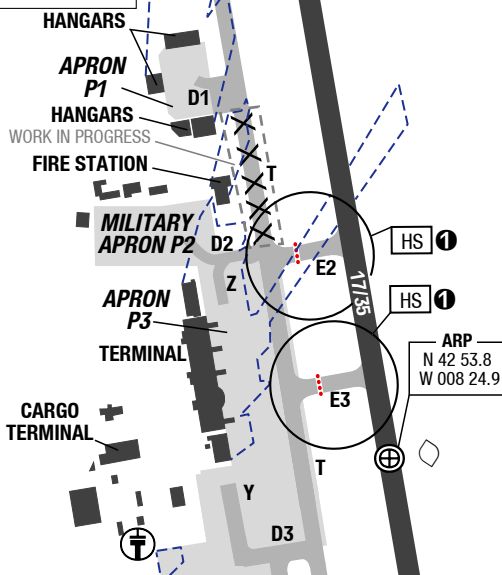 HANGARS
APRON
P1
D1
HANGARS
WORK IN PROGRESS
T
FIRE STATION
MILITARY
APRON P2
D2
E2
HS 1
Z
17/35
APRON
P3
HS 1
TERMINAL
ARP
N 42 53.8
W 008 24.9
E3
CARGO
TERMINAL
T
Y
D3